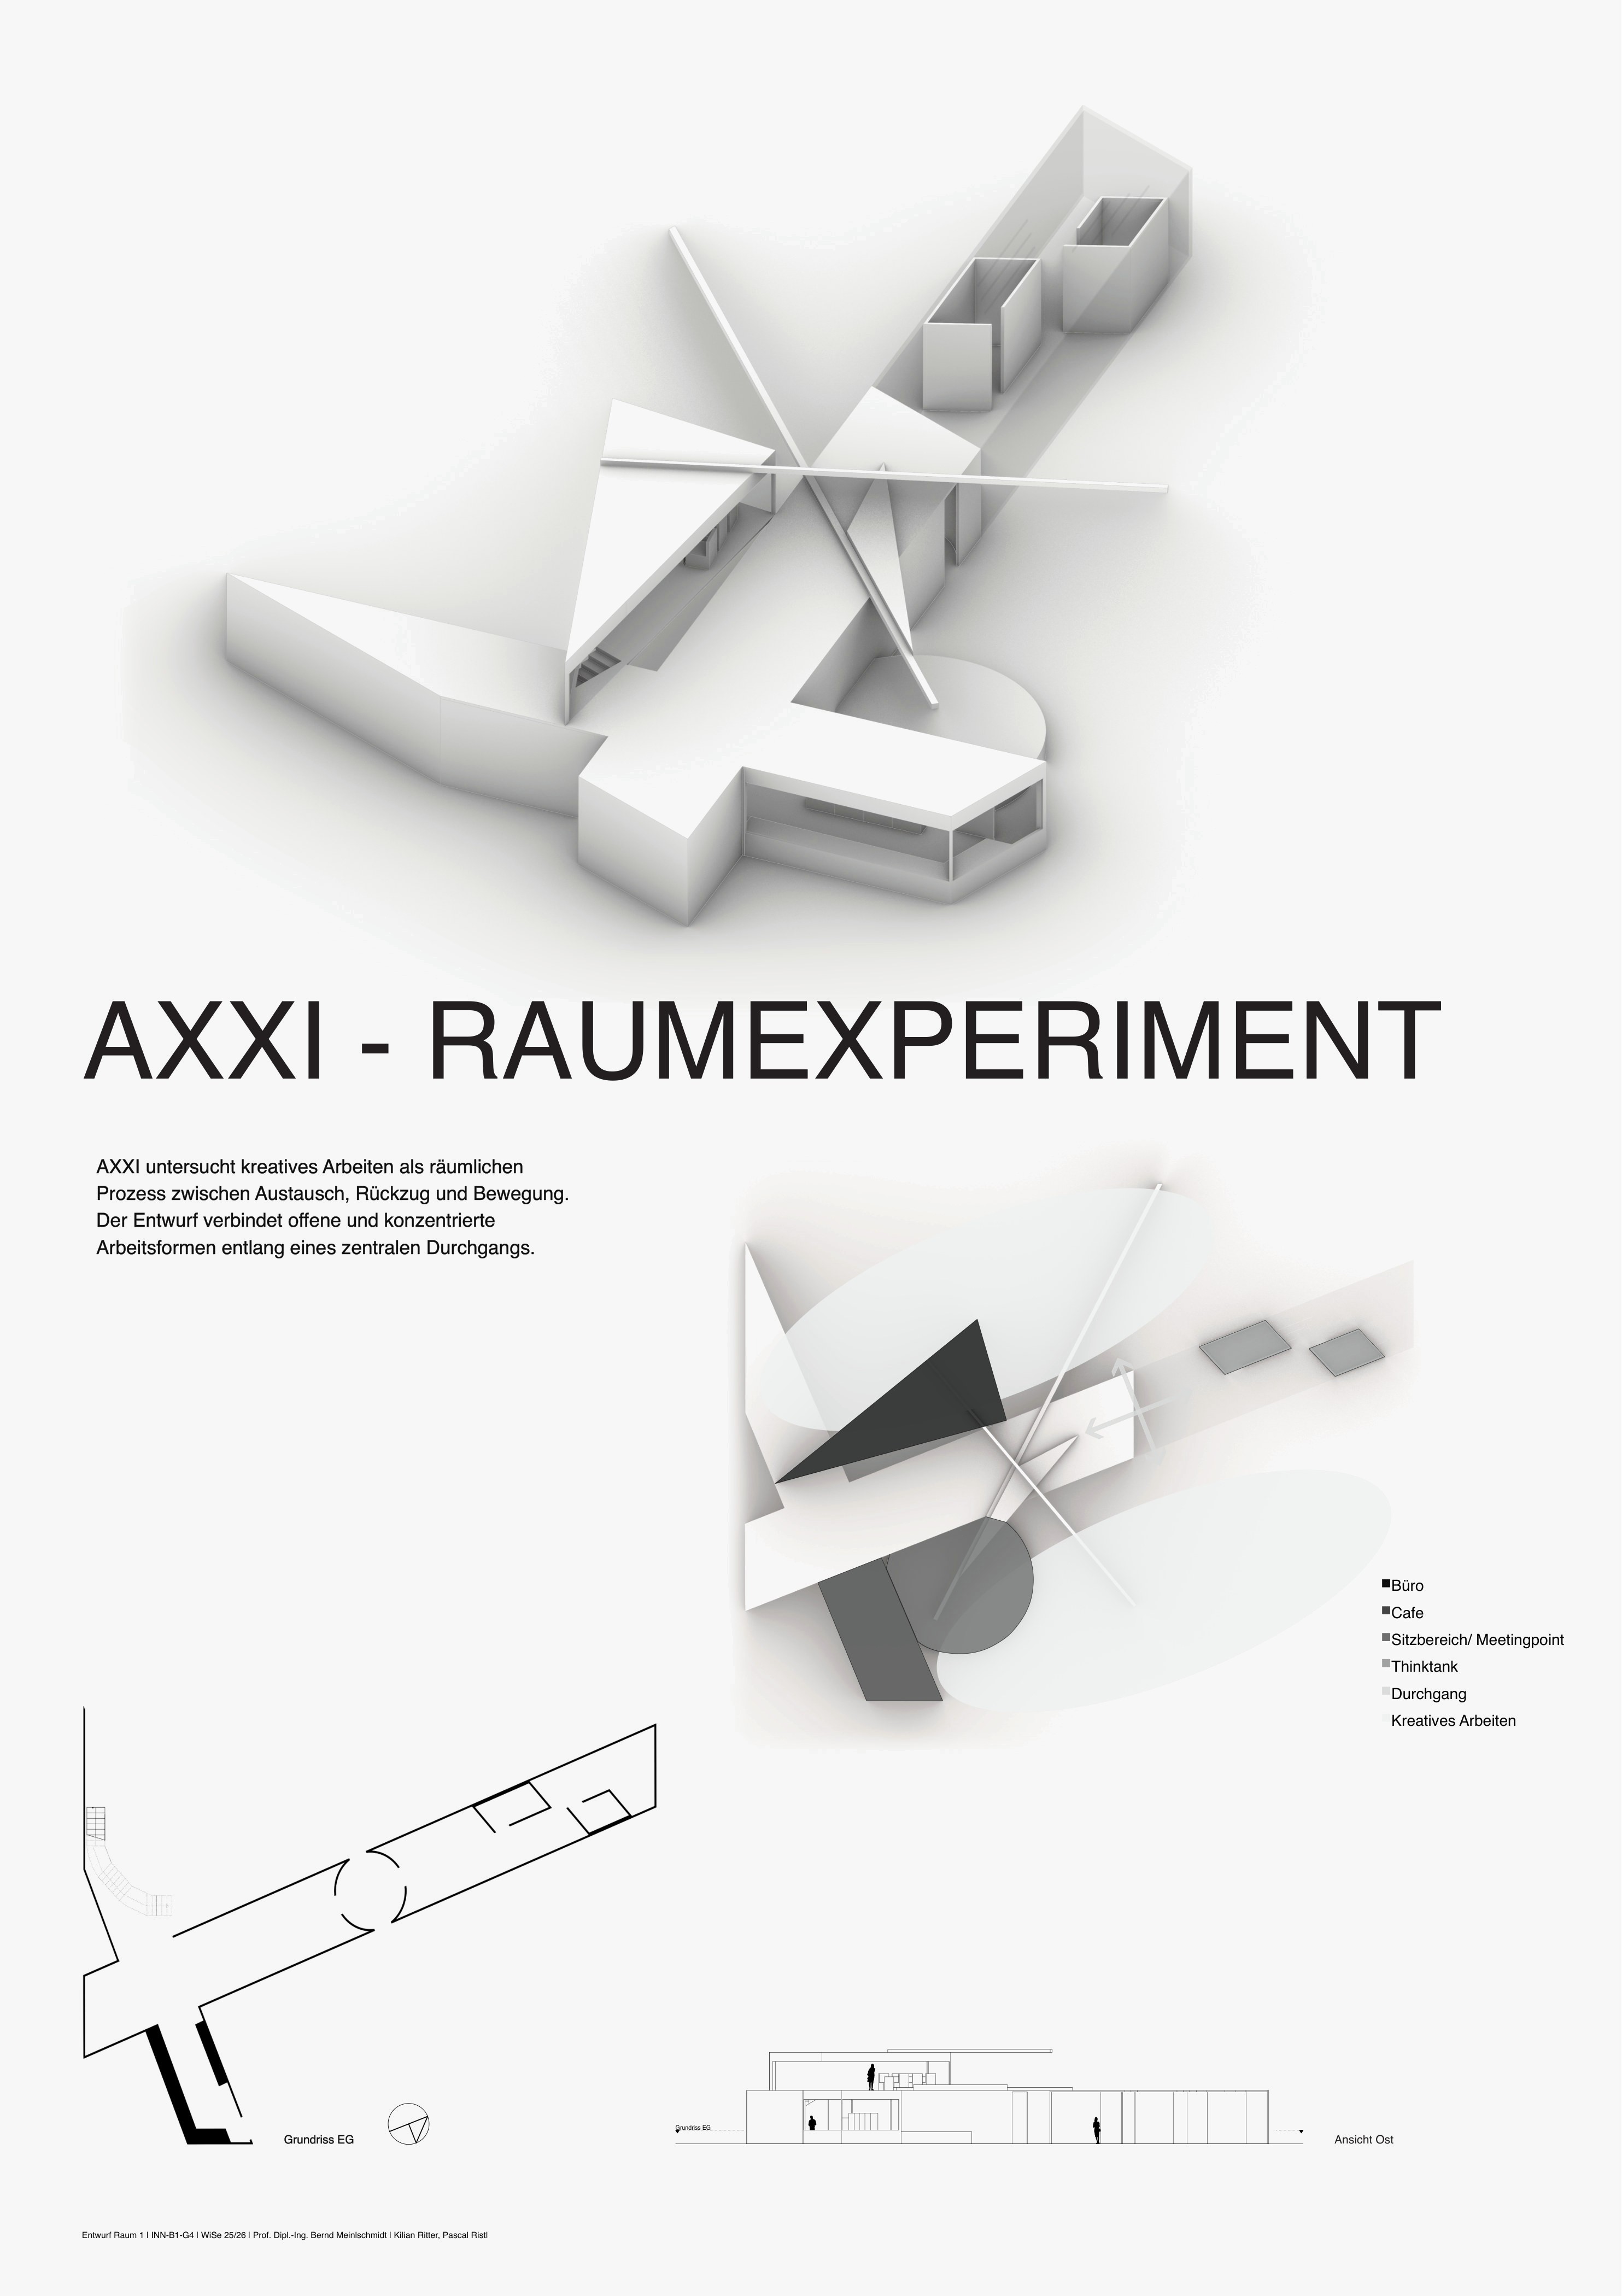 AXXI - RAUMEXPERIMENT
AXXI untersucht kreatives Arbeiten als räumlichen
Prozess zwischen Austausch, Rückzug und Bewegung.
Der Entwurf verbindet offene und konzentrierte
Arbeitsformen entlang eines zentralen Durchgangs.
Büro
Cafe
Sitzbereich/ Meetingpoint
Thinktank
Durchgang
Kreatives Arbeiten
Grundriss EG
Grundriss EG
Ansicht Ost
Entwurf Raum 1 I INN-B1-G4 I WiSe 25/26 I Prof. Dipl.-Ing. Bernd Meinlschmidt I Kilian Ritter, Pascal Ristl